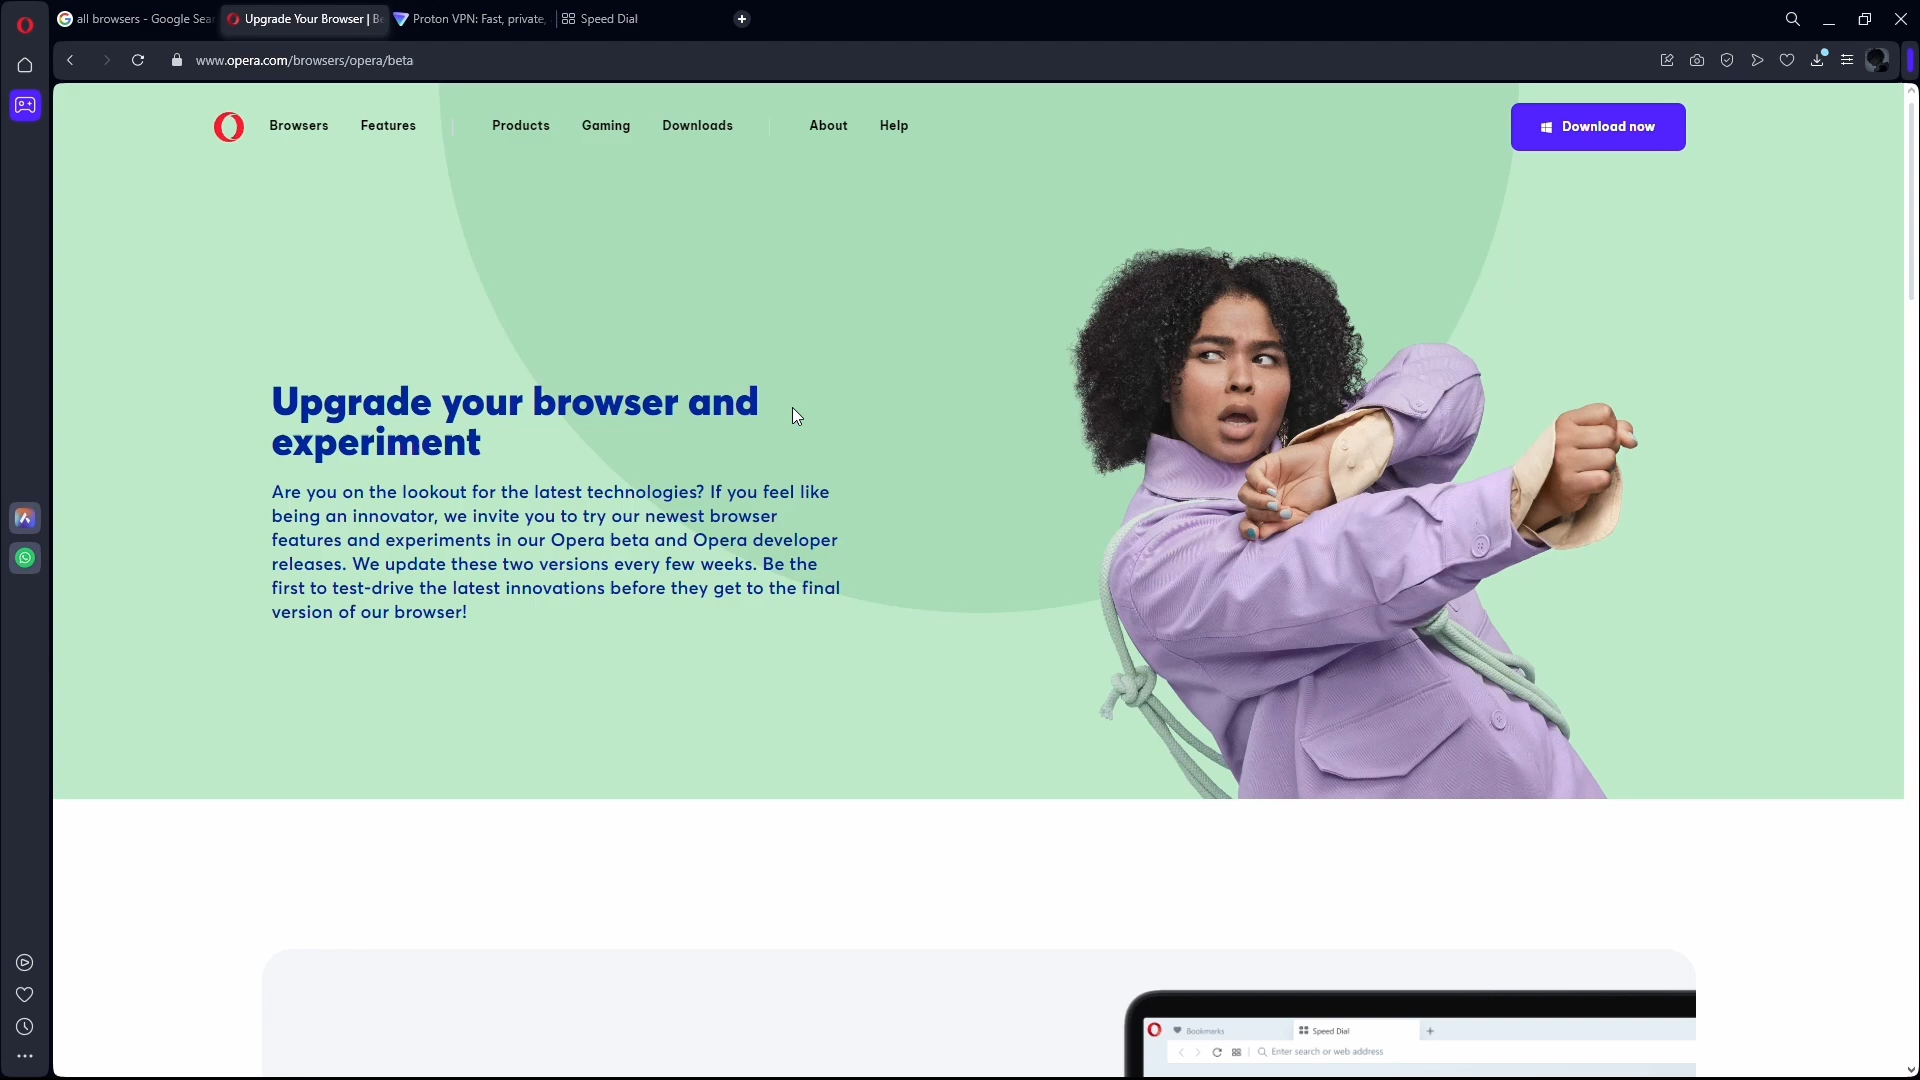 all browsers - Google Sear
Upgrade Your Browser | Be
Proton VPN: Fast, private,
Speed Dial
www.opera.com/browsers/opera/beta
Browsers
Features
Products
Gaming
Downloads
About
Help
Download now
Upgrade your browser and
experiment
Are you on the lookout for the latest technologies? If you feel like
being an innovator, we invite you to try our newest browser
features and experiments in our Opera beta and Opera developer
releases. We update these two versions every few weeks. Be the
first to test-drive the latest innovations before they get to the final
version of our browser!
Bookmarks
Speed Dial
Enter search or web address